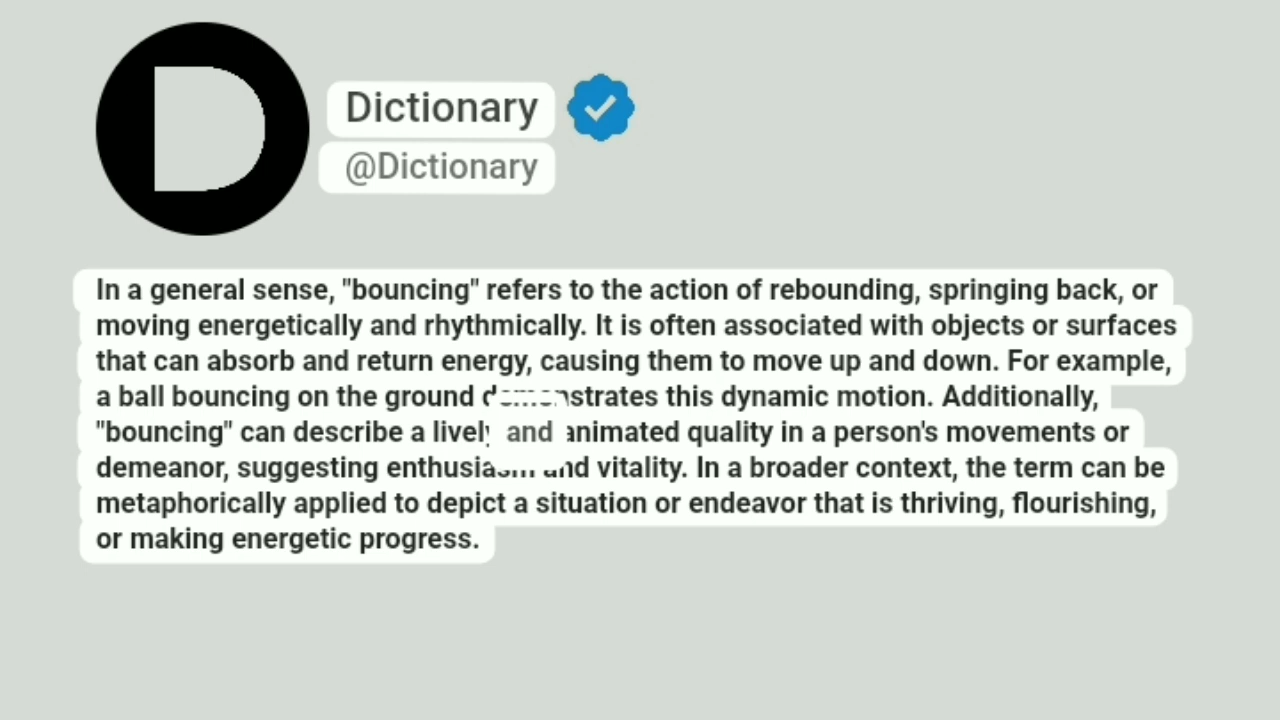 D
Dictionary
@Dictionary
In a general sense, "bouncing" refers to the action of rebounding, springing back, or
moving energetically and rhythmically. It is often associated with objects or surfaces
that can absorb and return energy, causing them to move up and down. For example,
a ball bouncing on the ground demonstrates this dynamic motion. Additionally,
"bouncing" can describe a lively and animated quality in a person's movements or
demeanor, suggesting enthusiasm and vitality. In a broader context, the term can be
metaphorically applied to depict a situation or endeavor that is thriving, flourishing,
or making energetic progress.